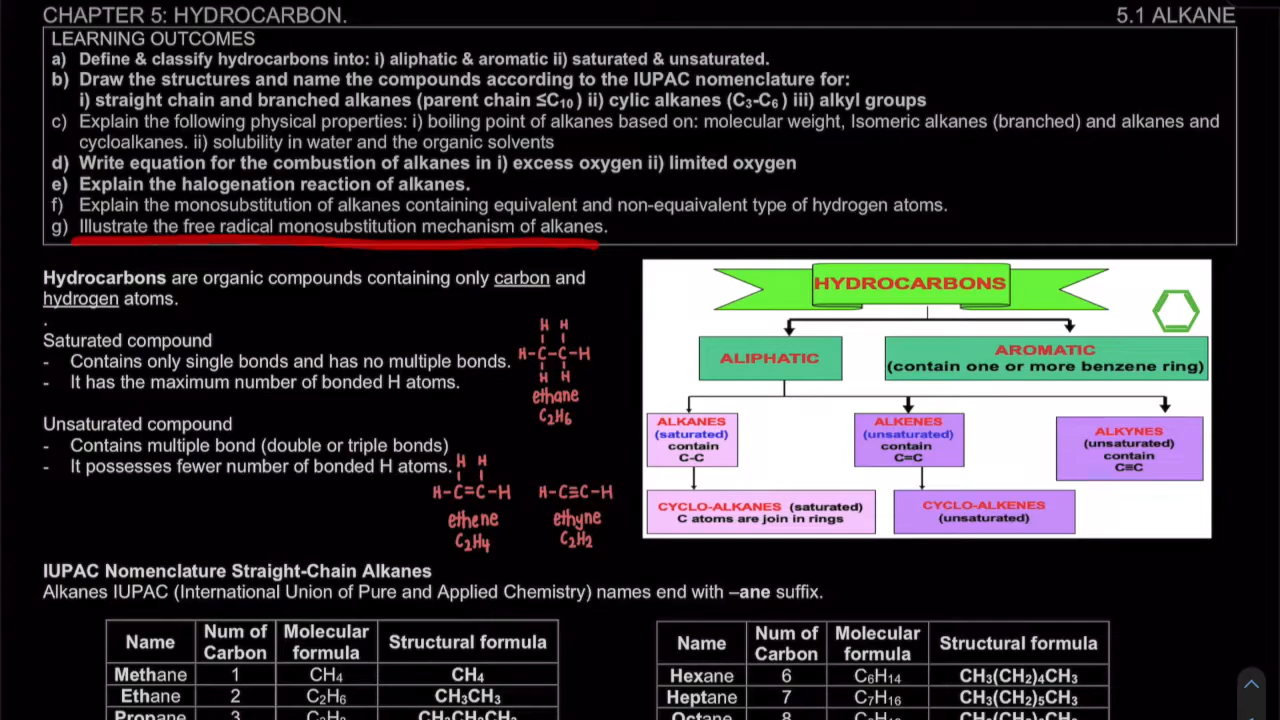 CHAPTER 5: HYDROCARBON.
5.1 ALKANE
LEARNING OUTCOMES
a) Define & classify hydrocarbons into: i) aliphatic & aromatic ii) saturated & unsaturated.
b) Draw the structures and name the compounds according to the IUPAC nomenclature for:
i) straight chain and branched alkanes (parent chain ≤C₁₀ ) ii) cylic alkanes (C₃-C₆ ) iii) alkyl groups
c) Explain the following physical properties: i) boiling point of alkanes based on: molecular weight, Isomeric alkanes (branched) and alkanes and
cycloalkanes. ii) solubility in water and the organic solvents
d) Write equation for the combustion of alkanes in i) excess oxygen ii) limited oxygen
e) Explain the halogenation reaction of alkanes.
f) Explain the monosubstitution of alkanes containing equivalent and non-equaivalent type of hydrogen atoms.
g) Illustrate the free radical monosubstitution mechanism of alkanes.
Hydrocarbons are organic compounds containing only carbon and
hydrogen atoms.
.
Saturated compound
- Contains only single bonds and has no multiple bonds.
- It has the maximum number of bonded H atoms.
H H
H-C-C-H
H H
ethane
C₂H₆
Unsaturated compound
- Contains multiple bond (double or triple bonds)
- It possesses fewer number of bonded H atoms.
H H
H-C=C-H
ethene
C₂H₄
H-C≡C-H
ethyne
C₂H₂
HYDROCARBONS
ALIPHATIC
AROMATIC
(contain one or more benzene ring)
ALKANES
(saturated)
contain
C-C
ALKENES
(unsaturated)
contain
C=C
ALKYNES
(unsaturated)
contain
C≡C
CYCLO-ALKANES (saturated)
C atoms are join in rings
CYCLO-ALKENES
(unsaturated)
IUPAC Nomenclature Straight-Chain Alkanes
Alkanes IUPAC (International Union of Pure and Applied Chemistry) names end with –ane suffix.
Name Num of Carbon Molecular formula Structural formula
Methane 1 CH₄ CH₄
Ethane 2 C₂H₆ CH₃CH₃
Propane 3 C₃H₈ CH₃CH₂CH₃
Name Num of Carbon Molecular formula Structural formula
Hexane 6 C₆H₁₄ CH₃(CH₂)₄CH₃
Heptane 7 C₇H₁₆ CH₃(CH₂)₅CH₃
Octane 8